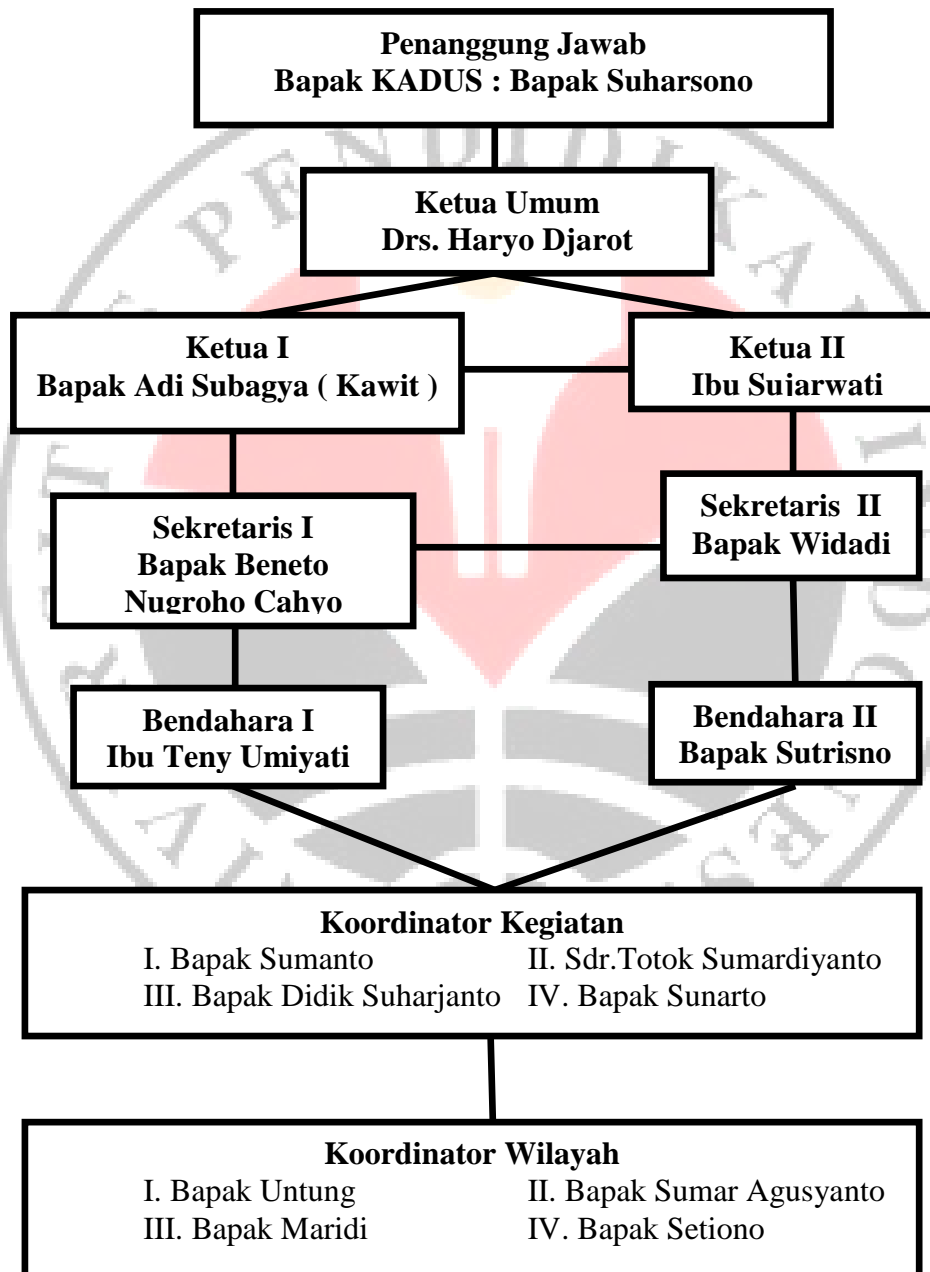 Penanggung Jawab
Bapak KADUS : Bapak Suharsono
Ketua Umum
Drs. Haryo Djarot
Ketua I
Bapak Adi Subagya ( Kawit )
Ketua II
Ibu Sujarwati
Sekretaris I
Bapak Beneto
Nugroho Cahyo
Sekretaris II
Bapak Widadi
Bendahara I
Ibu Teny Umiyati
Bendahara II
Bapak Sutrisno
Koordinator Kegiatan
I. Bapak Sumanto II. Sdr.Totok Sumardiyanto
III. Bapak Didik Suharjanto IV. Bapak Sunarto
Koordinator Wilayah
I. Bapak Untung II. Bapak Sumar Agusyanto
III. Bapak Maridi IV. Bapak Setiono